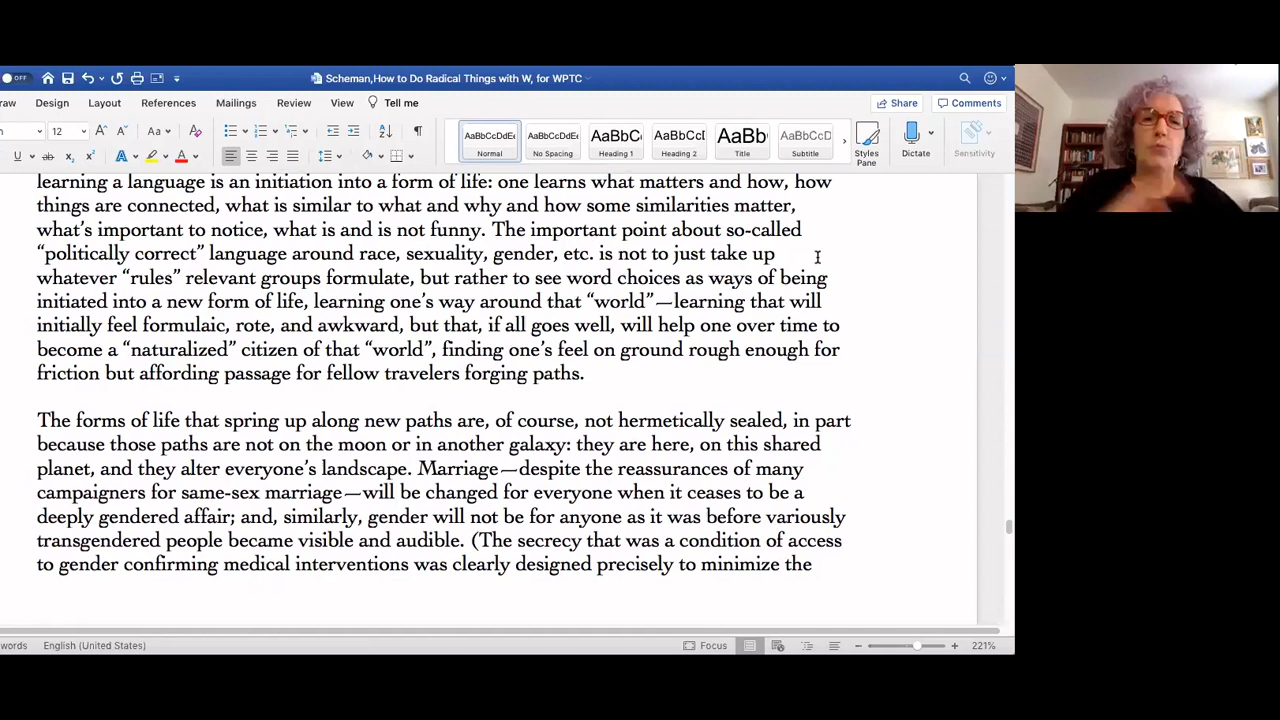 OFF
Scheman,How to Do Radical Things with W, for WPTC
raw Design Layout References Mailings Review View Tell me Share Comments
12 A A Aa A
AaBbCcDdEe AaBbCcDdEe AaBbC AaBbCcD AaBb AaBbCcD
Normal No Spacing Heading 1 Heading 2 Title Subtitle
Styles Pane
Dictate
Sensitivity
U ab x₂ x² A A
learning a language is an initiation into a form of life: one learns what matters and how, how
things are connected, what is similar to what and why and how some similarities matter,
what's important to notice, what is and is not funny. The important point about so-called
“politically correct” language around race, sexuality, gender, etc. is not to just take up
whatever “rules” relevant groups formulate, but rather to see word choices as ways of being
initiated into a new form of life, learning one's way around that “world”—learning that will
initially feel formulaic, rote, and awkward, but that, if all goes well, will help one over time to
become a “naturalized” citizen of that “world”, finding one's feel on ground rough enough for
friction but affording passage for fellow travelers forging paths.
The forms of life that spring up along new paths are, of course, not hermetically sealed, in part
because those paths are not on the moon or in another galaxy: they are here, on this shared
planet, and they alter everyone's landscape. Marriage—despite the reassurances of many
campaigners for same-sex marriage—will be changed for everyone when it ceases to be a
deeply gendered affair; and, similarly, gender will not be for anyone as it was before variously
transgendered people became visible and audible. (The secrecy that was a condition of access
to gender confirming medical interventions was clearly designed precisely to minimize the
words English (United States) Focus 221%